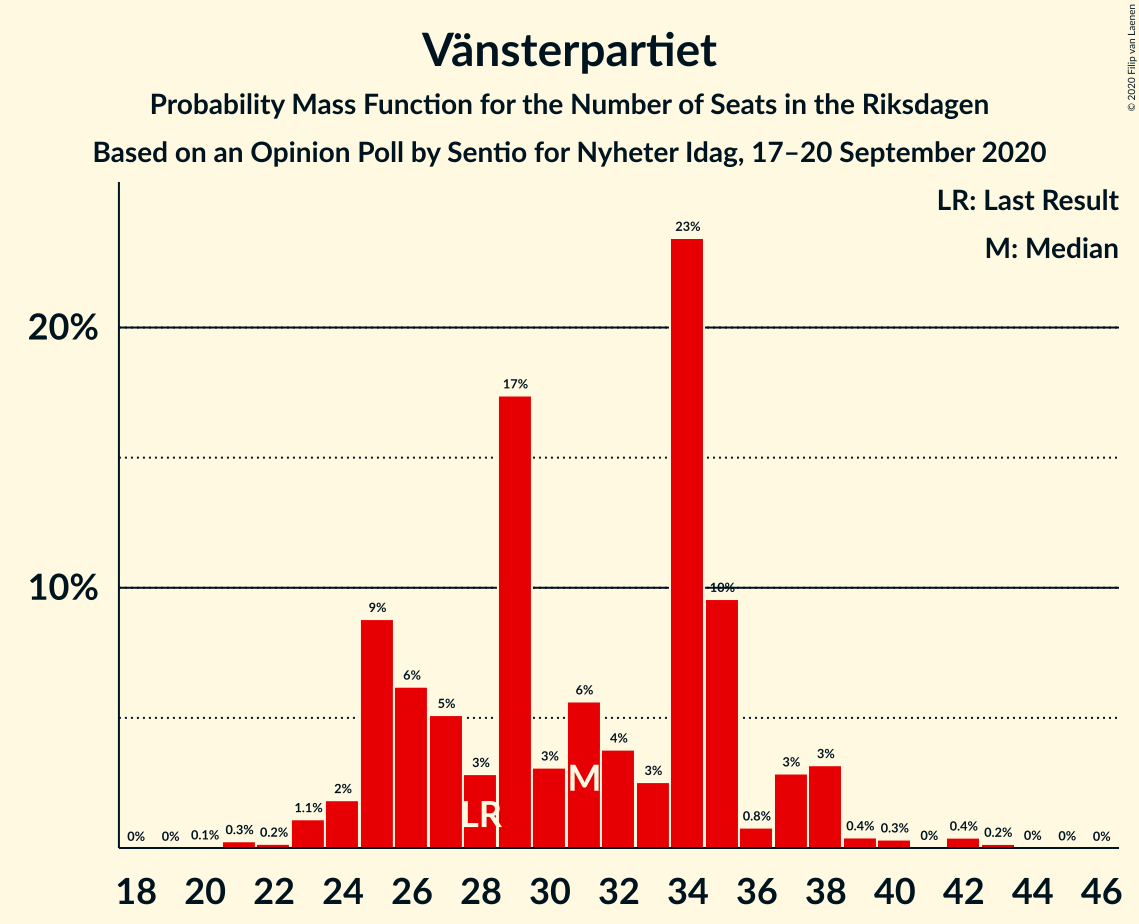 Vänsterpartiet
Probability Mass Function for the Number of Seats in the Riksdagen
Based on an Opinion Poll by Sentio for Nyheter Idag, 17–20 September 2020
© 2020 Filip van Laenen
LR: Last Result
M: Median
20%
10%
0% 0% 0.1% 0.3% 0.2% 1.1% 2% 9% 6% 5% 3% 17% 3% 6% 4% 3% 23% 10% 0.8% 3% 3% 0.4% 0.3% 0% 0.4% 0.2% 0% 0% 0%
LR M
18 20 22 24 26 28 30 32 34 36 38 40 42 44 46